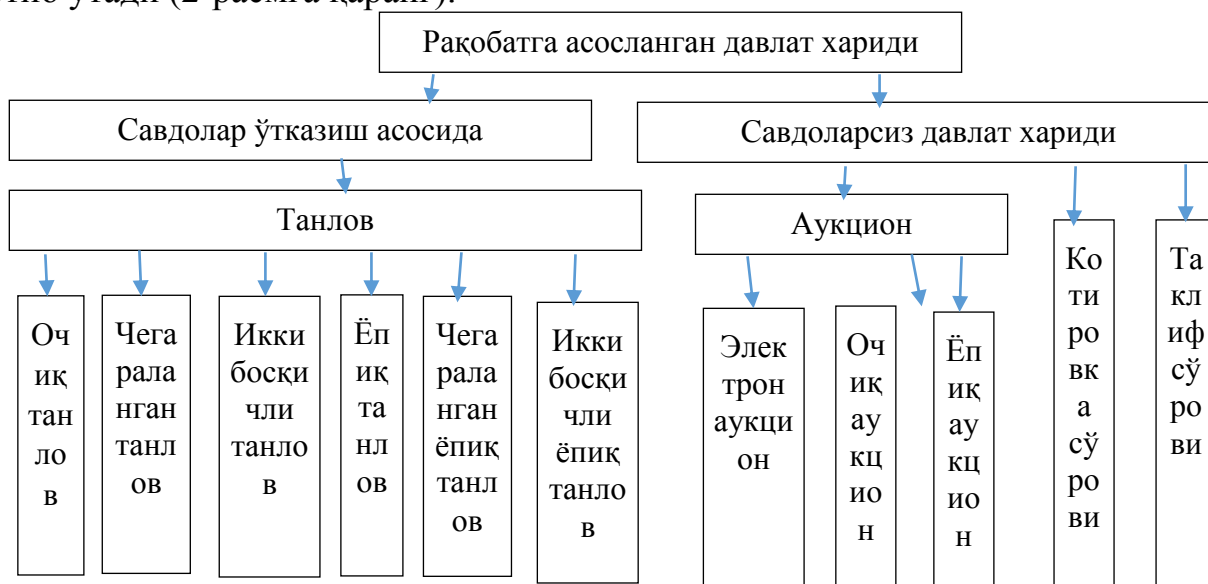 (2-расмга қаранг).
Рақобатга асосланган давлат хариди
Савдолар ўтказиш асосида
Савдоларсиз давлат хариди
Танлов
Аукцион
Оч
иқ
тан
ло
в
Чега
рала
нган
танл
ов
Икки
босқи
чли
танло
в
Ёп
иқ
та
нл
ов
Чега
рала
нган
ёпиқ
танл
ов
Икки
босқи
чли
ёпиқ
танло
в
Элек
трон
аукци
он
Оч
иқ
ау
кц
ио
н
Ёп
иқ
ау
кц
ио
н
Ко
ти
ро
вк
а
сў
ро
ви
Та
кл
иф
сў
ро
ви